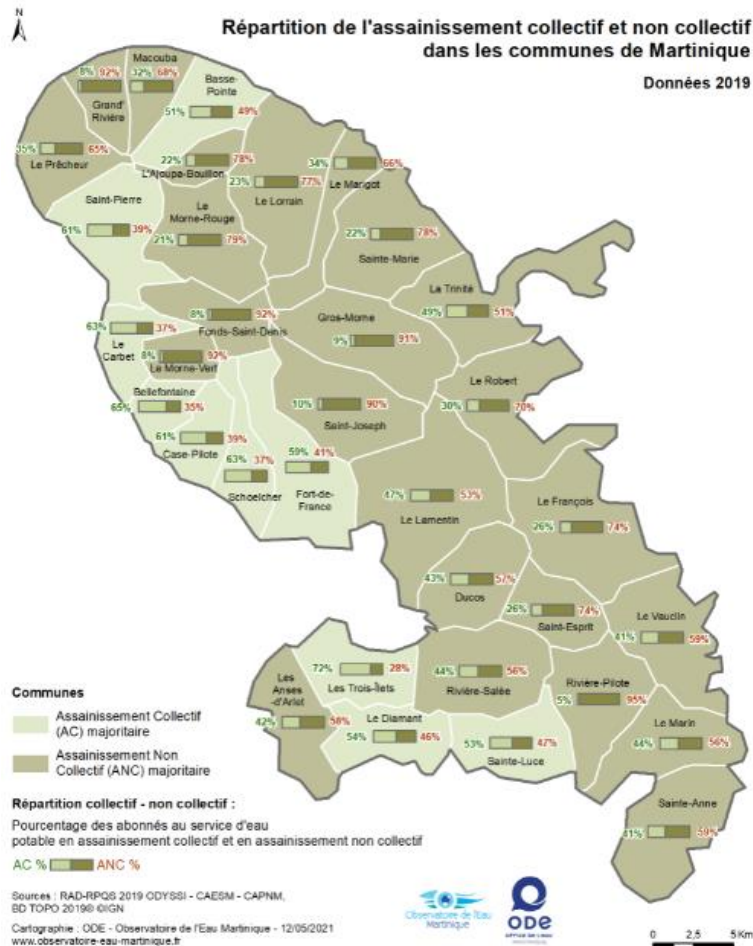 N
Répartition de l'assainissement collectif et non collectif
dans les communes de Martinique
Données 2019
Macouba
8% 92% 32% 68%
Grand'
Rivière
Basse-
Pointe
51% 49%
35% 65%
Le Prêcheur
22% 78%
L'Ajoupa-Bouillon
23% 77%
Le Lorrain
34% 66%
Le Marigot
Saint-Pierre
61% 39%
Le
Morne-Rouge
21% 79%
22% 78%
Sainte-Marie
La Trinité
49% 51%
8% 92%
Fonds-Saint-Denis
Gros-Morne
9% 91%
63% 37%
Le
Carbet
8% 92%
Le Morne-Vert
Bellefontaine
65% 35%
10% 90%
Saint-Joseph
Le Robert
30% 70%
61% 39%
Case-Pilote
63% 37%
Schoelcher
59% 41%
Fort-de-
France
47% 53%
Le Lamentin
Le François
26% 74%
43% 57%
Ducos
26% 74%
Saint-Esprit
Le Vauclin
41% 59%
72% 28%
Les Trois-Îlets
44% 56%
Rivière-Salée
Rivière-Pilote
5% 95%
Les
Anses
-d'Arlet
42% 58%
Le Diamant
54% 46%
53% 47%
Sainte-Luce
Le Marin
44% 56%
Sainte-Anne
41% 59%
Communes
Assainissement Collectif
(AC) majoritaire
Assainissement Non
Collectif (ANC) majoritaire
Répartition collectif - non collectif :
Pourcentage des abonnés au service d'eau
potable en assainissement collectif et en assainissement non collectif
AC % ANC %
Sources : RAD-RPQS 2019 ODYSSI - CAESM - CAPNM,
BD TOPO 2019® ©IGN
Cartographie : ODE - Observatoire de l'Eau Martinique - 12/05/2021
www.observatoire-eau-martinique.fr
Observatoire de l'Eau
Martinique
ODE
OFFICE DE L'EAU
0 2,5 5 Km